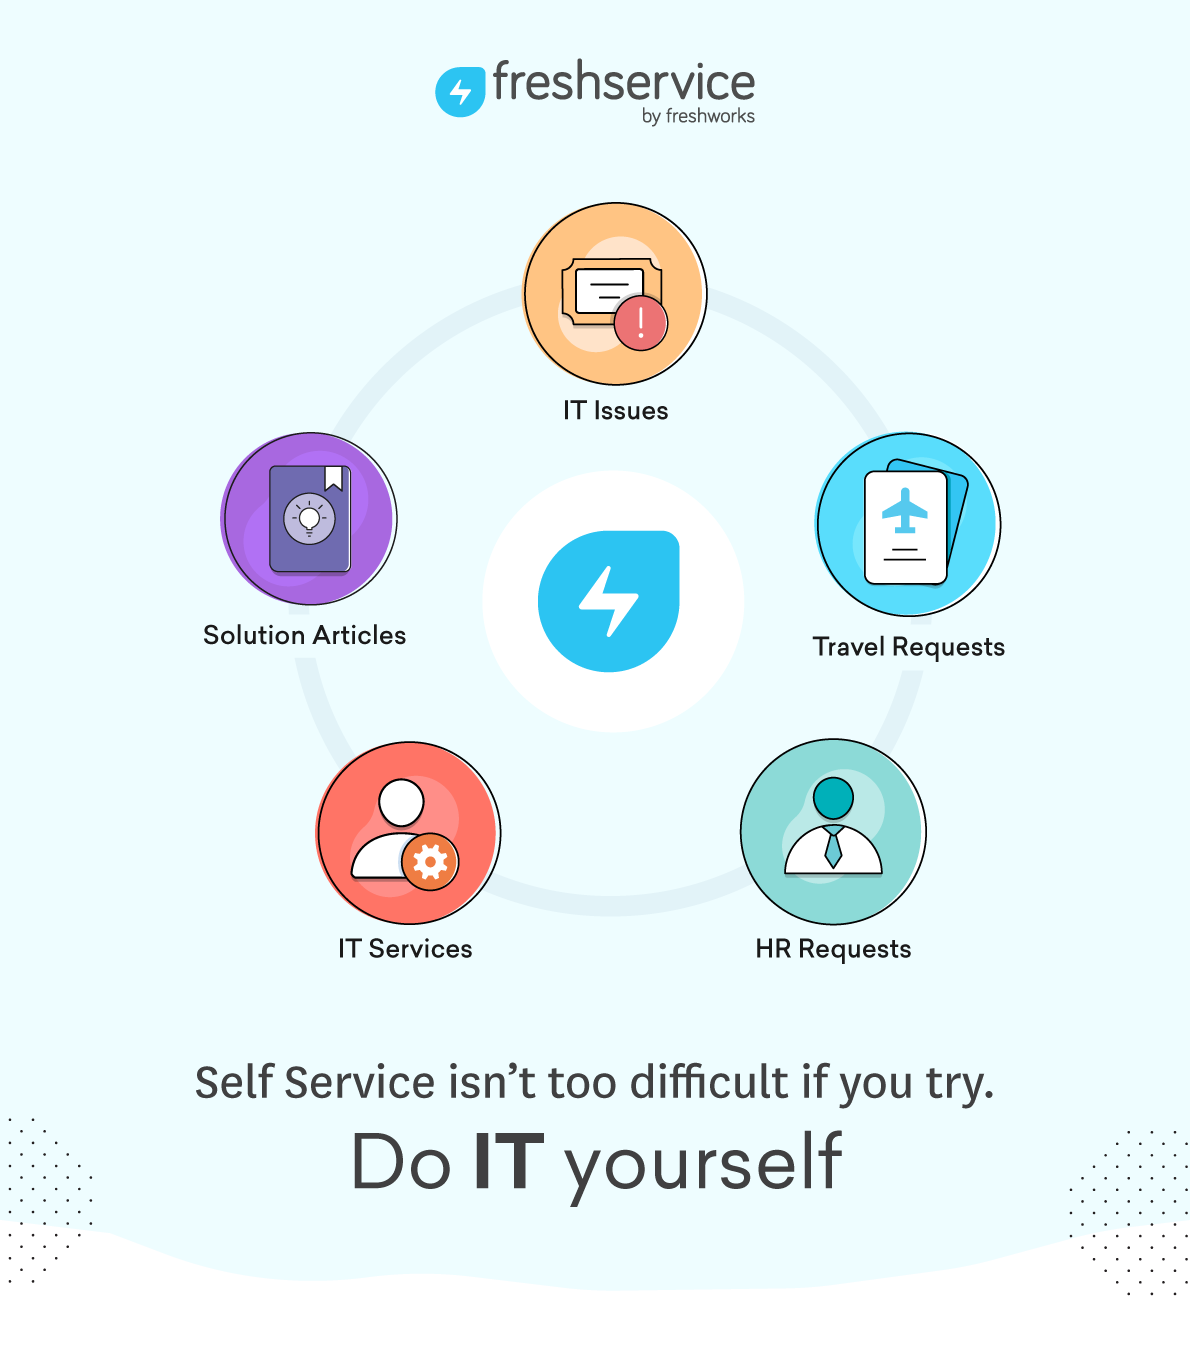 freshservice
by freshworks
IT Issues
Solution Articles
Travel Requests
IT Services
HR Requests
Self Service isn’t too difficult if you try.
Do IT yourself